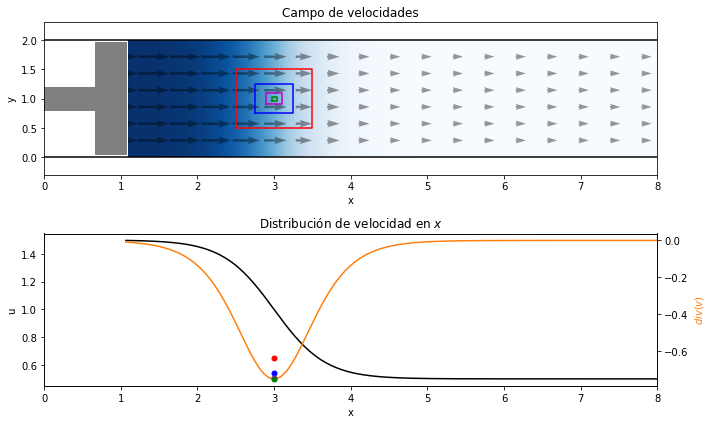 Campo de velocidades
y
2.0
1.5
1.0
0.5
0.0
0 1 2 3 4 5 6 7 8
x
Distribución de velocidad en x
u
1.4
1.2
1.0
0.8
0.6
0.0
−0.2
−0.4
−0.6
div(v)
0 1 2 3 4 5 6 7 8
x